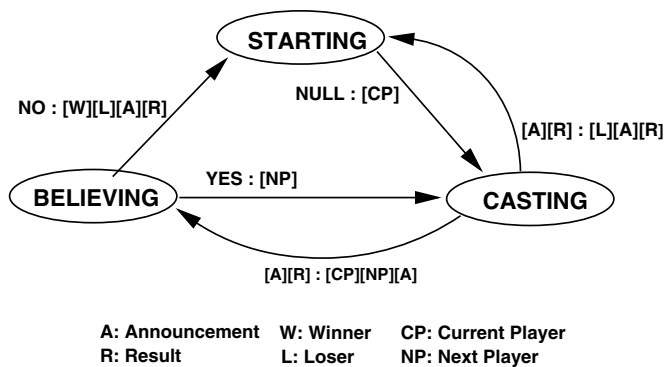 STARTING
NO : [W][L][A][R]
NULL : [CP]
[A][R] : [L][A][R]
BELIEVING
YES : [NP]
CASTING
[A][R] : [CP][NP][A]
A: Announcement W: Winner CP: Current Player
R: Result L: Loser NP: Next Player